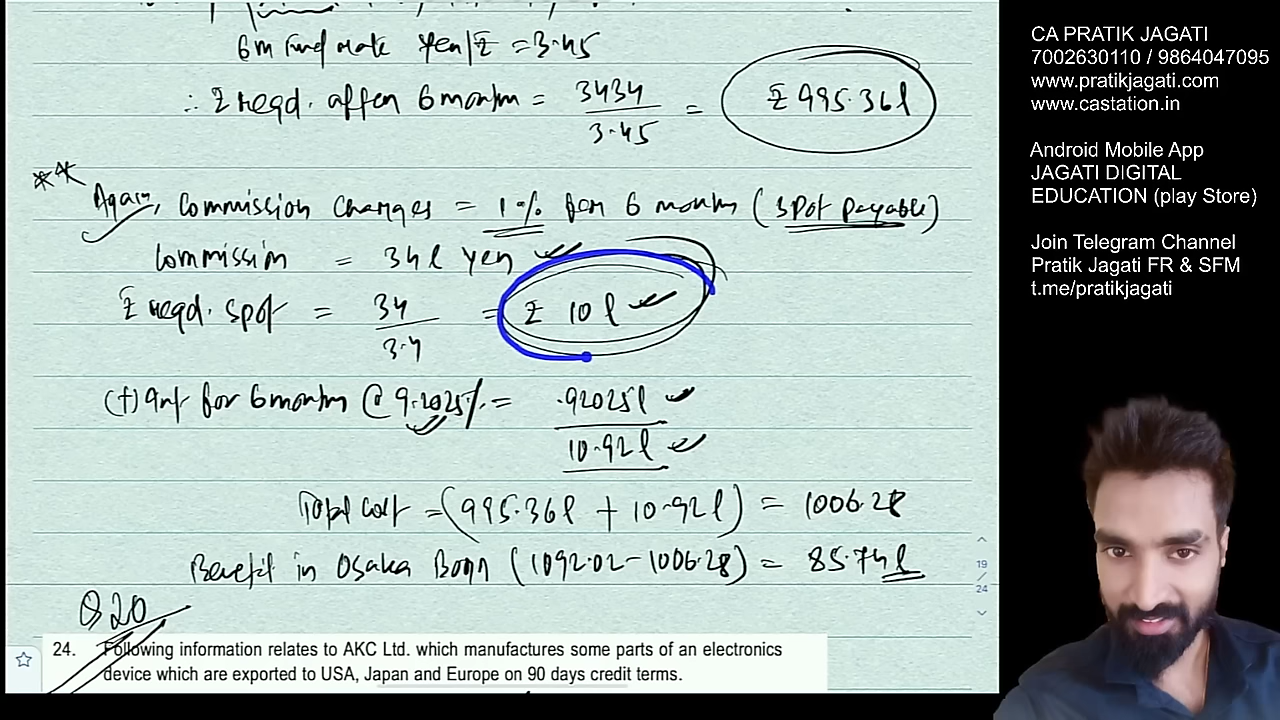 6m Fwd rate yen/₹ = 3.45
∴ ₹ reqd. after 6 months = 3434 / 3.45 = ₹ 995.36l
** Again, Commission Charges = 1% for 6 months (Spot payable)
Commission = 34l yen
₹ reqd. spot = 34 / 3.4 = ₹ 10l
(+) Int for 6 months @ 9.2025% = .92025l
10.92l
Total Cost = (995.36l + 10.92l) = 1006.28
Benefit in Osaka Born (1092.02 - 1006.28) = 85.74l
Q20
24. Following information relates to AKC Ltd. which manufactures some parts of an electronics
device which are exported to USA, Japan and Europe on 90 days credit terms.
19
/
24
CA PRATIK JAGATI
7002630110 / 9864047095
www.pratikjagati.com
www.castation.in
Android Mobile App
JAGATI DIGITAL
EDUCATION (play Store)
Join Telegram Channel
Pratik Jagati FR & SFM
t.me/pratikjagati